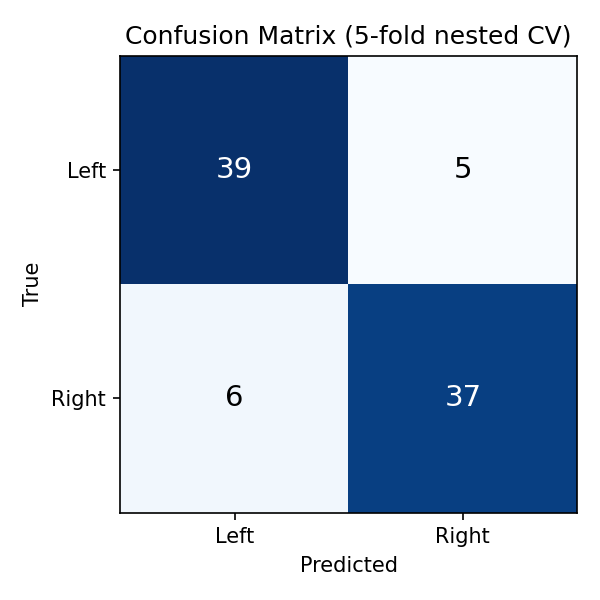 Confusion Matrix (5-fold nested CV)
Left
39
5
True
Right
6
37
Left
Right
Predicted